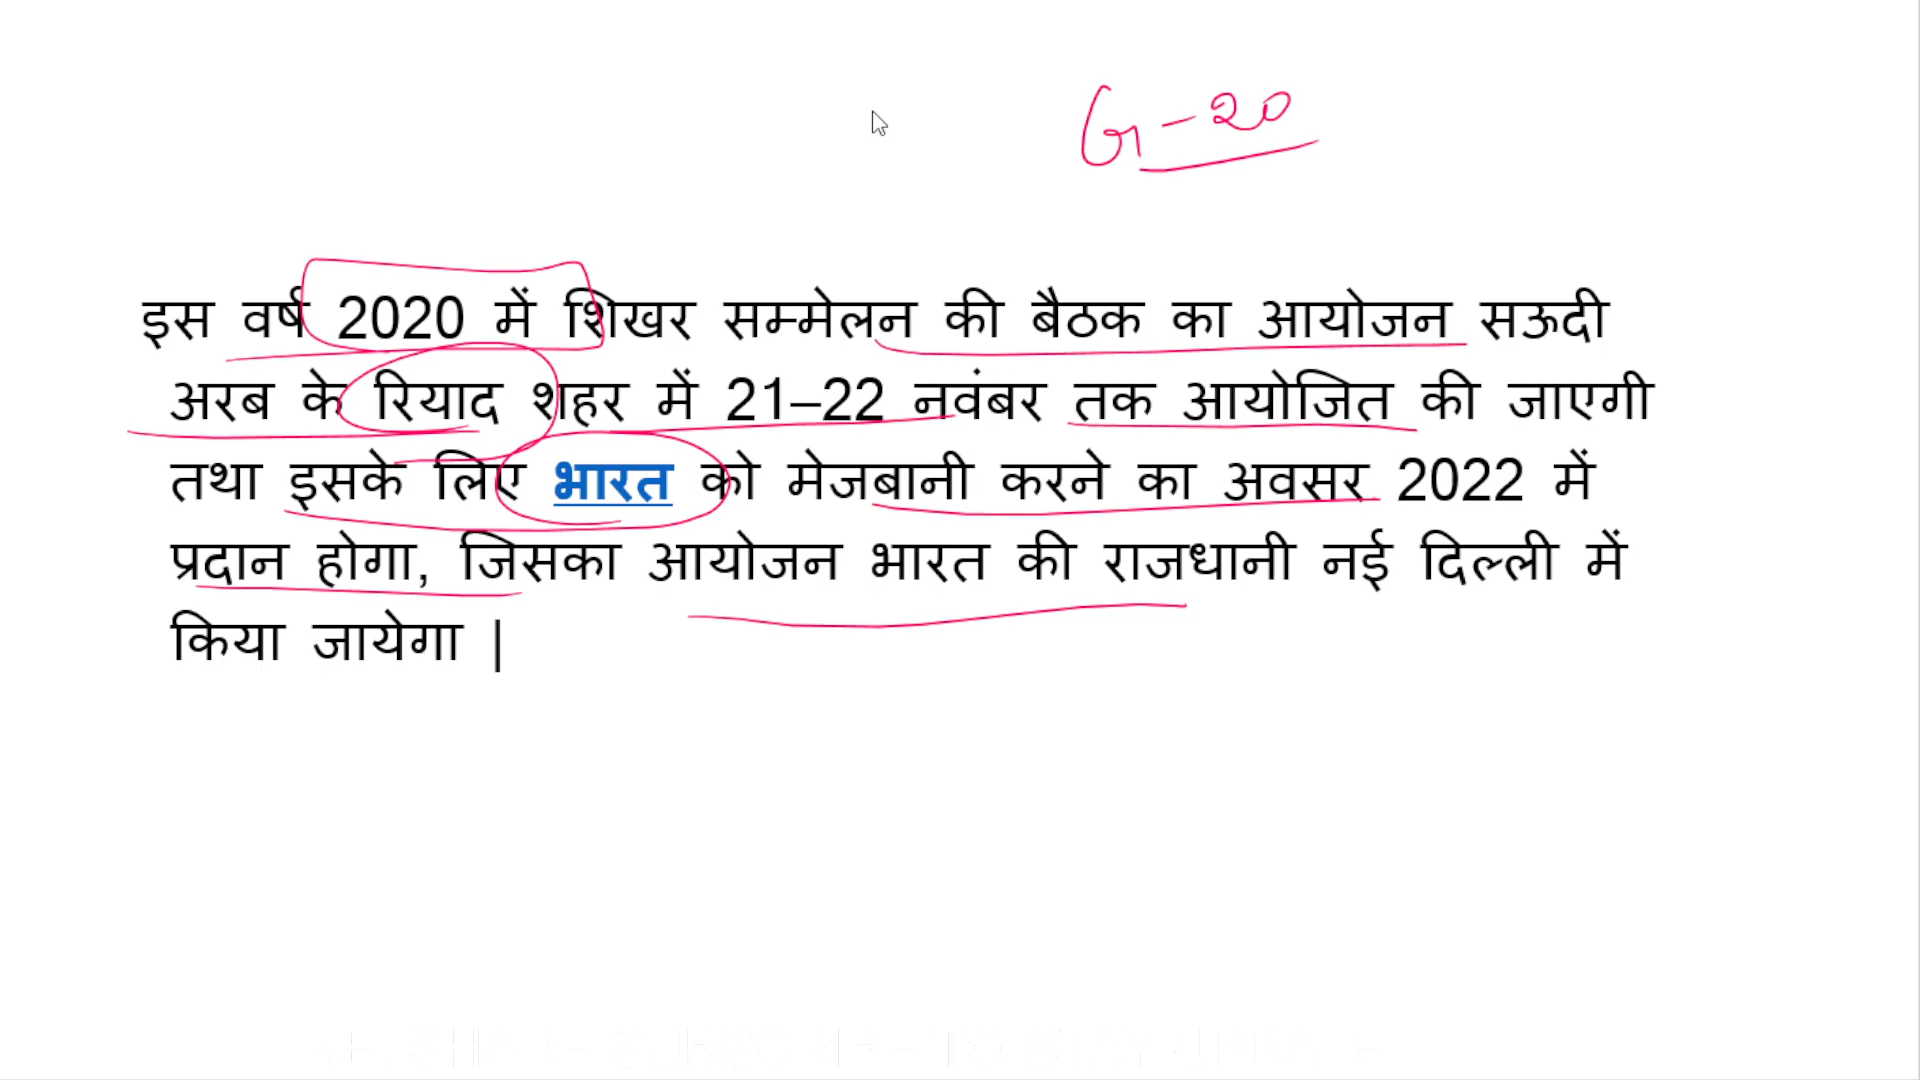 G-20
इस वर्ष 2020 में शिखर सम्मेलन की बैठक का आयोजन सऊदी
अरब के रियाद शहर में 21–22 नवंबर तक आयोजित की जाएगी
तथा इसके लिए भारत को मेजबानी करने का अवसर 2022 में
प्रदान होगा, जिसका आयोजन भारत की राजधानी नई दिल्ली में
किया जायेगा |